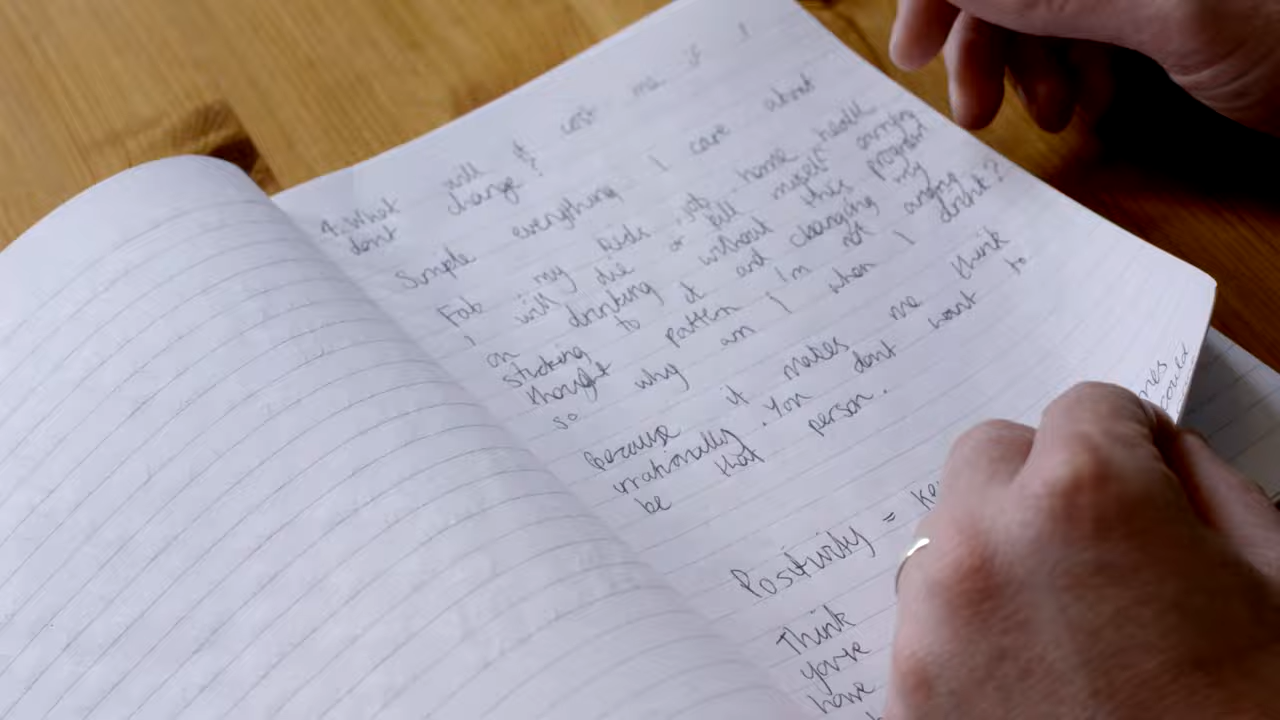 4. What will it cost me if I
dont change?
Simple everything I care about
Fab my kids job home health
I will die or kill myself carrying
on drinking without this program
sticking to it and changing my
thought pattern I'm not angry
so why am I when I drink?
Because it makes me think
irrationally. You dont want to
be that person.
Positivity =
Think
you're
have
could